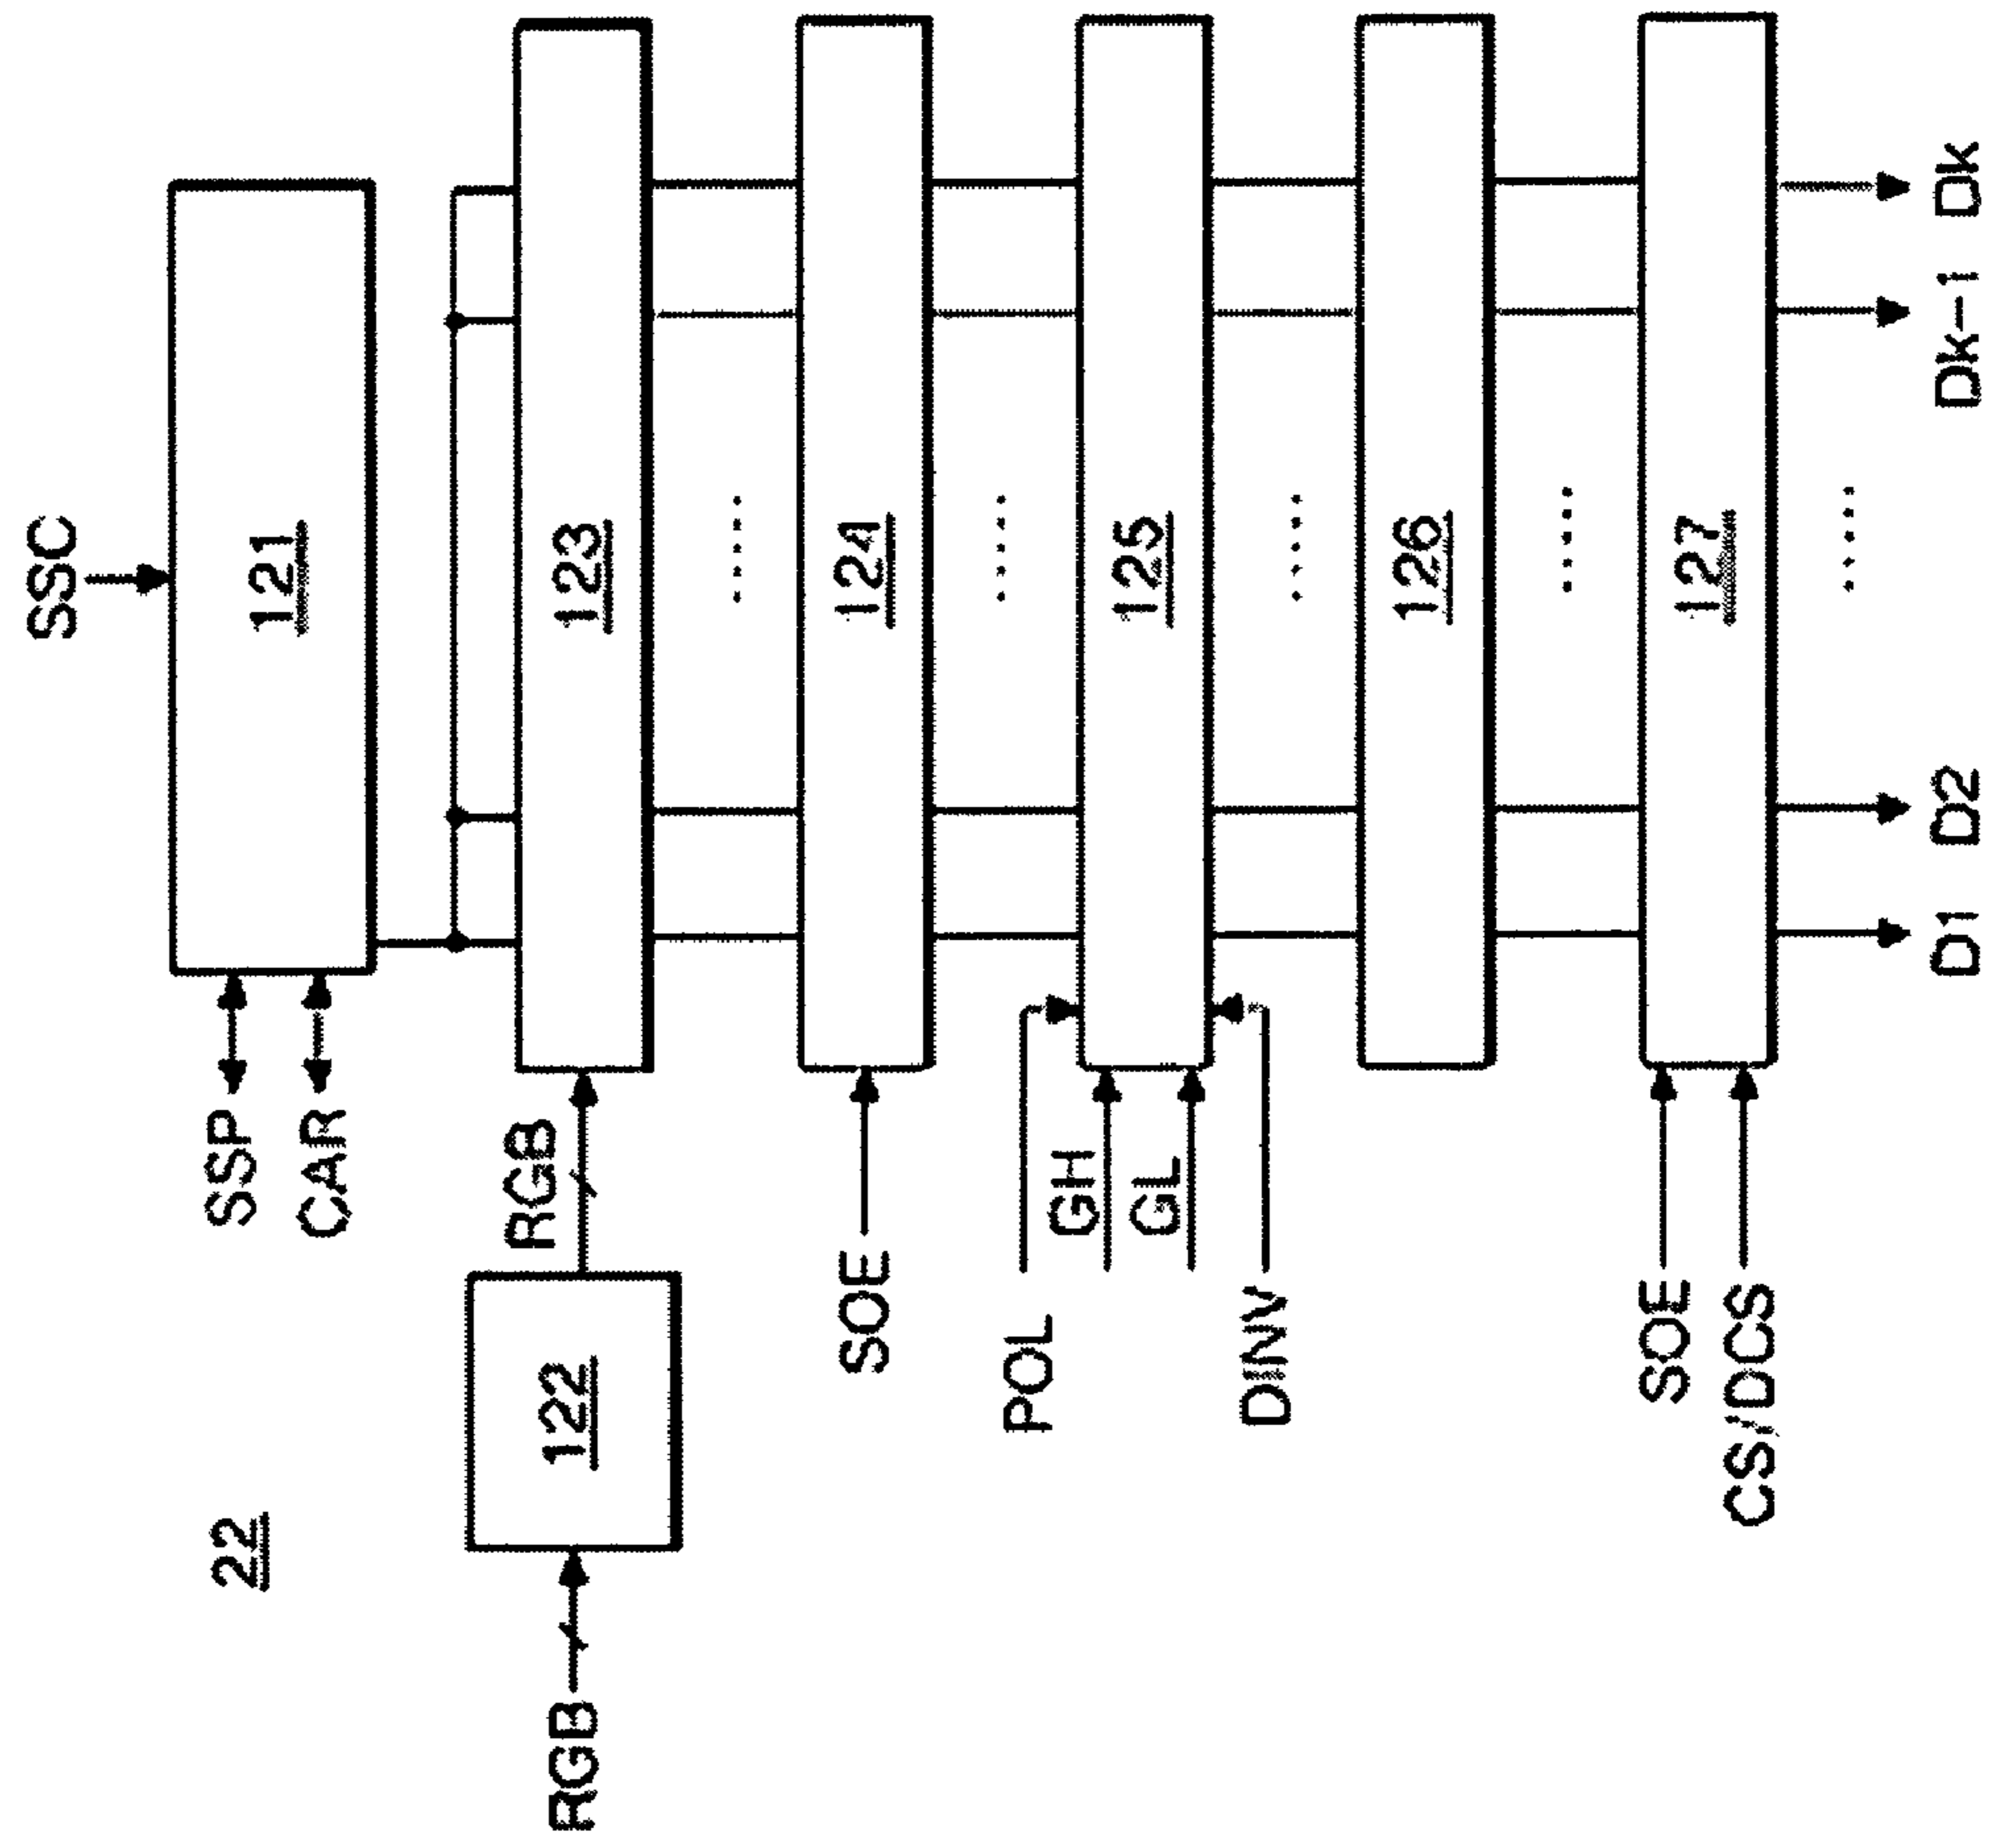 22
SSC
SSP
CAR
121
RGB
122
RGB
123
SOE
124
POL
GH
GL
DINV
125
126
SOE
CS/DCS
127
D1
D2
Dk-1
Dk